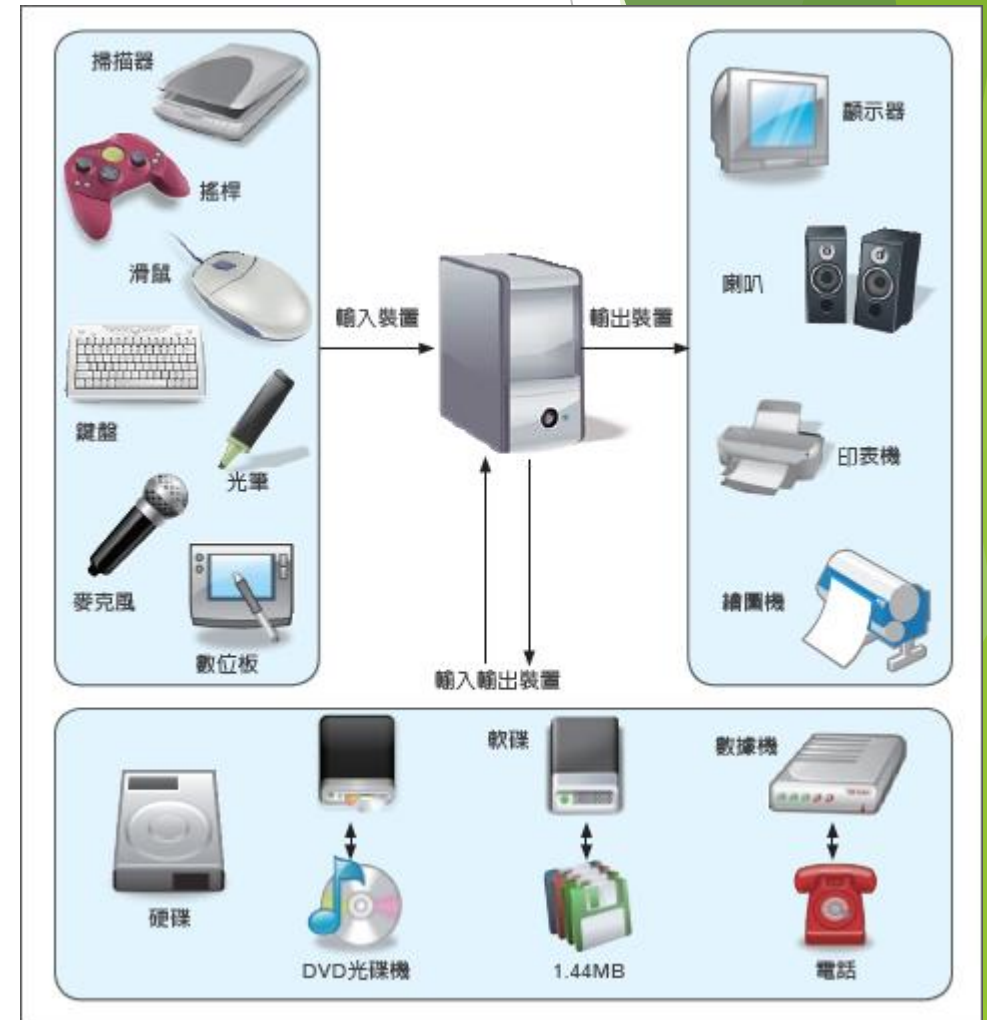 掃描器
搖桿
滑鼠
鍵盤
光筆
麥克風
數位板
輸入裝置
輸出裝置
顯示器
喇叭
印表機
繪圖機
輸入輸出裝置
硬碟
DVD光碟機
軟碟
1.44MB
數據機
電話